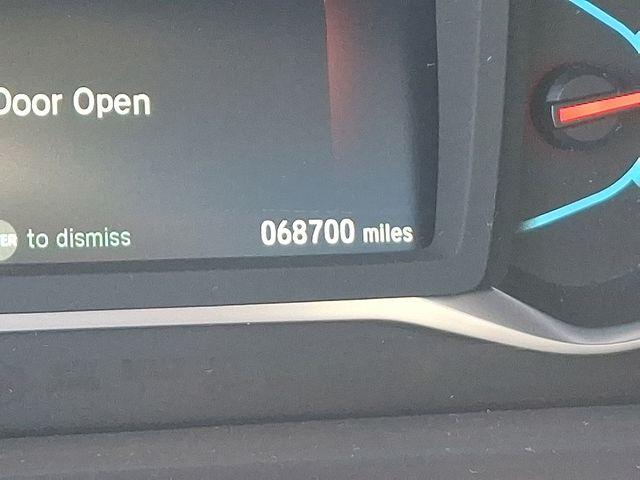 Door Open
to dismiss
068700 miles